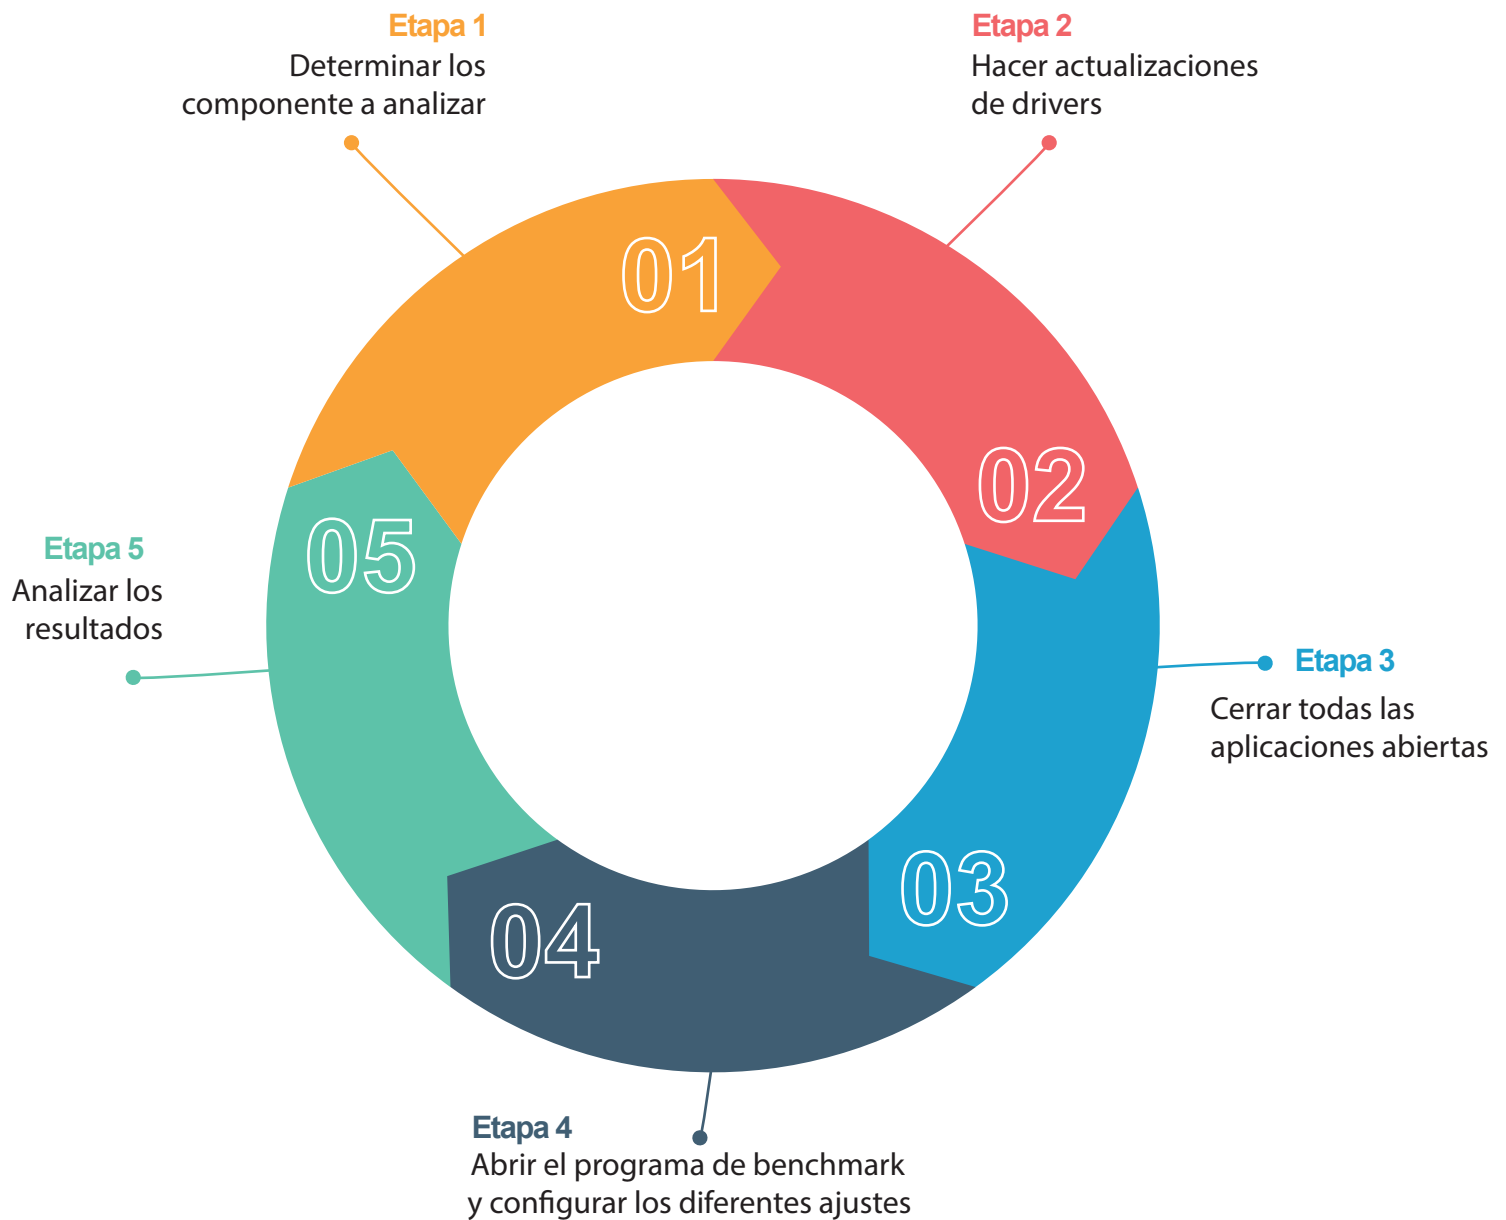 Etapa 1
Determinar los
componente a analizar
Etapa 2
Hacer actualizaciones
de drivers
01
02
05
Etapa 5
Analizar los
resultados
Etapa 3
Cerrar todas las
aplicaciones abiertas
03
04
Etapa 4
Abrir el programa de benchmark
y configurar los diferentes ajustes